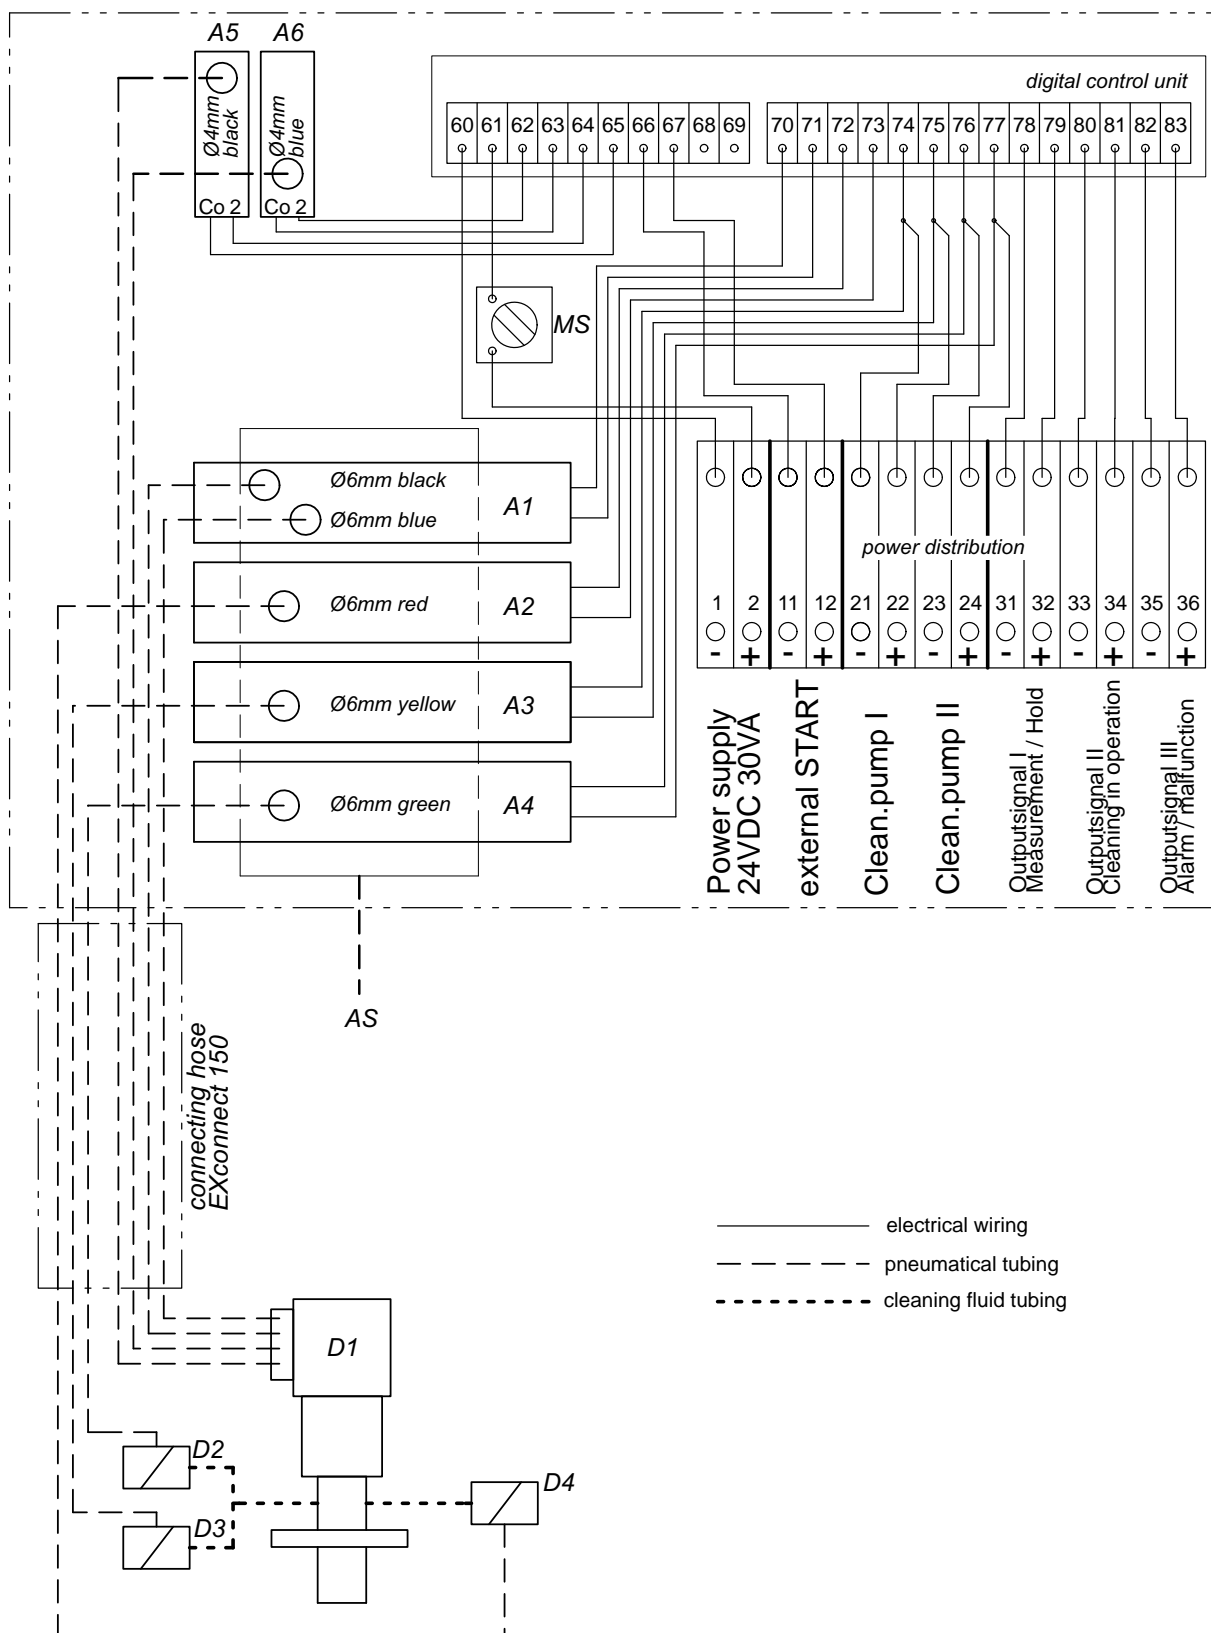 A5 A6
digital control unit
60 61 62 63 64 65 66 67 68 69 70 71 72 73 74 75 76 77 78 79 80 81 82 83
Ø4mm
black
Ø4mm
blue
Co 2 Co 2
MS
Ø6mm black
Ø6mm blue
A1
Ø6mm red A2
Ø6mm yellow A3
Ø6mm green A4
power distribution
1 2 11 12 21 22 23 24 31 32 33 34 35 36
- + - + - + - + - + - + - +
Power supply
24VDC 30VA
external START
Clean.pump I
Clean.pump II
Outputsignal I
Measurement / Hold
Outputsignal II
Cleaning in operation
Outputsignal III
Alarm / malfunction
AS
connecting hose
EXconnect 150
electrical wiring
pneumatical tubing
cleaning fluid tubing
D1
D2
D4
D3